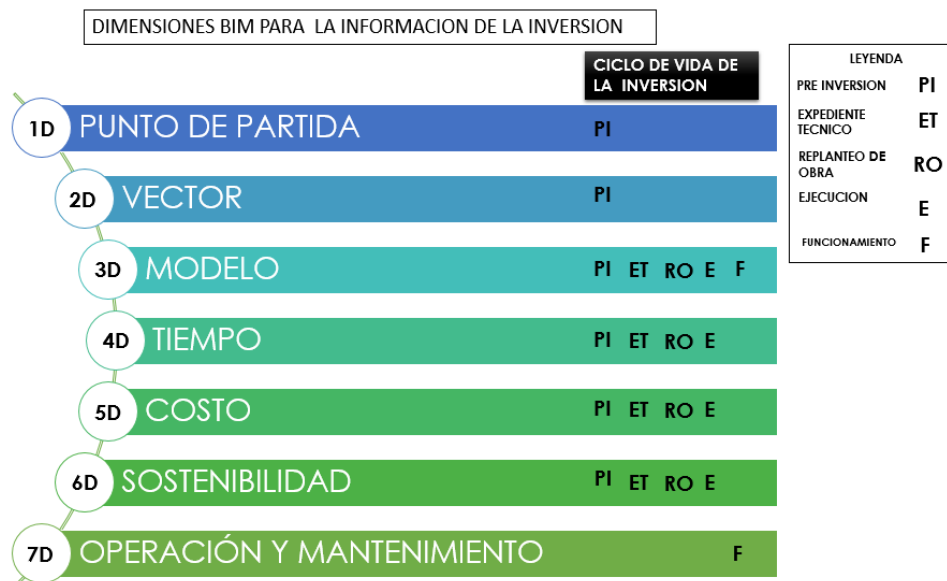 DIMENSIONES BIM PARA LA INFORMACION DE LA INVERSION
CICLO DE VIDA DE
LA INVERSION
1D PUNTO DE PARTIDA PI
2D VECTOR PI
3D MODELO PI ET RO E F
4D TIEMPO PI ET RO E
5D COSTO PI ET RO E
6D SOSTENIBILIDAD PI ET RO E
7D OPERACIÓN Y MANTENIMIENTO F
LEYENDA
PRE INVERSION PI
EXPEDIENTE
TECNICO ET
REPLANTEO DE
OBRA RO
EJECUCION E
FUNCIONAMIENTO F